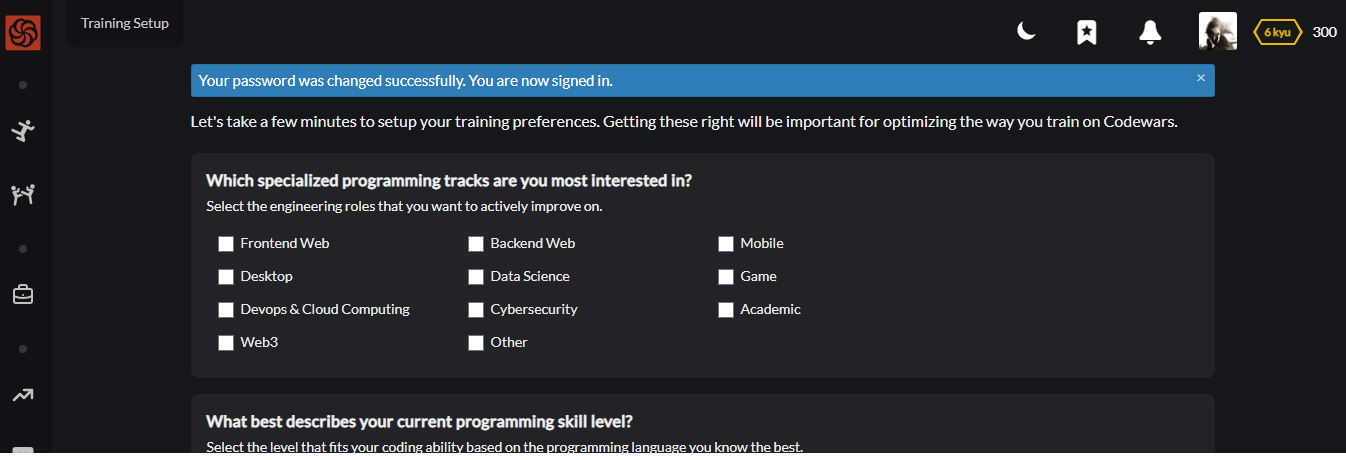 Training Setup
6 kyu 300
Your password was changed successfully. You are now signed in. ×
Let's take a few minutes to setup your training preferences. Getting these right will be important for optimizing the way you train on Codewars.
Which specialized programming tracks are you most interested in?
Select the engineering roles that you want to actively improve on.
Frontend Web Backend Web Mobile
Desktop Data Science Game
Devops & Cloud Computing Cybersecurity Academic
Web3 Other
What best describes your current programming skill level?
Select the level that fits your coding ability based on the programming language you know the best.